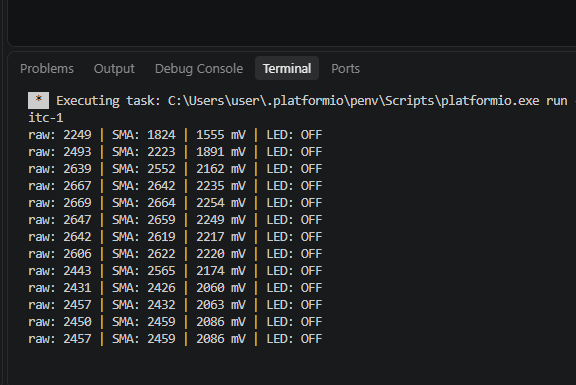 Problems Output Debug Console Terminal Ports
* Executing task: C:\Users\user\.platformio\penv\Scripts\platformio.exe run
itc-1
raw: 2249 | SMA: 1824 | 1555 mV | LED: OFF
raw: 2493 | SMA: 2223 | 1891 mV | LED: OFF
raw: 2639 | SMA: 2552 | 2162 mV | LED: OFF
raw: 2667 | SMA: 2642 | 2235 mV | LED: OFF
raw: 2669 | SMA: 2664 | 2254 mV | LED: OFF
raw: 2647 | SMA: 2659 | 2249 mV | LED: OFF
raw: 2642 | SMA: 2619 | 2217 mV | LED: OFF
raw: 2606 | SMA: 2622 | 2220 mV | LED: OFF
raw: 2443 | SMA: 2565 | 2174 mV | LED: OFF
raw: 2431 | SMA: 2426 | 2060 mV | LED: OFF
raw: 2457 | SMA: 2432 | 2063 mV | LED: OFF
raw: 2450 | SMA: 2459 | 2086 mV | LED: OFF
raw: 2457 | SMA: 2459 | 2086 mV | LED: OFF